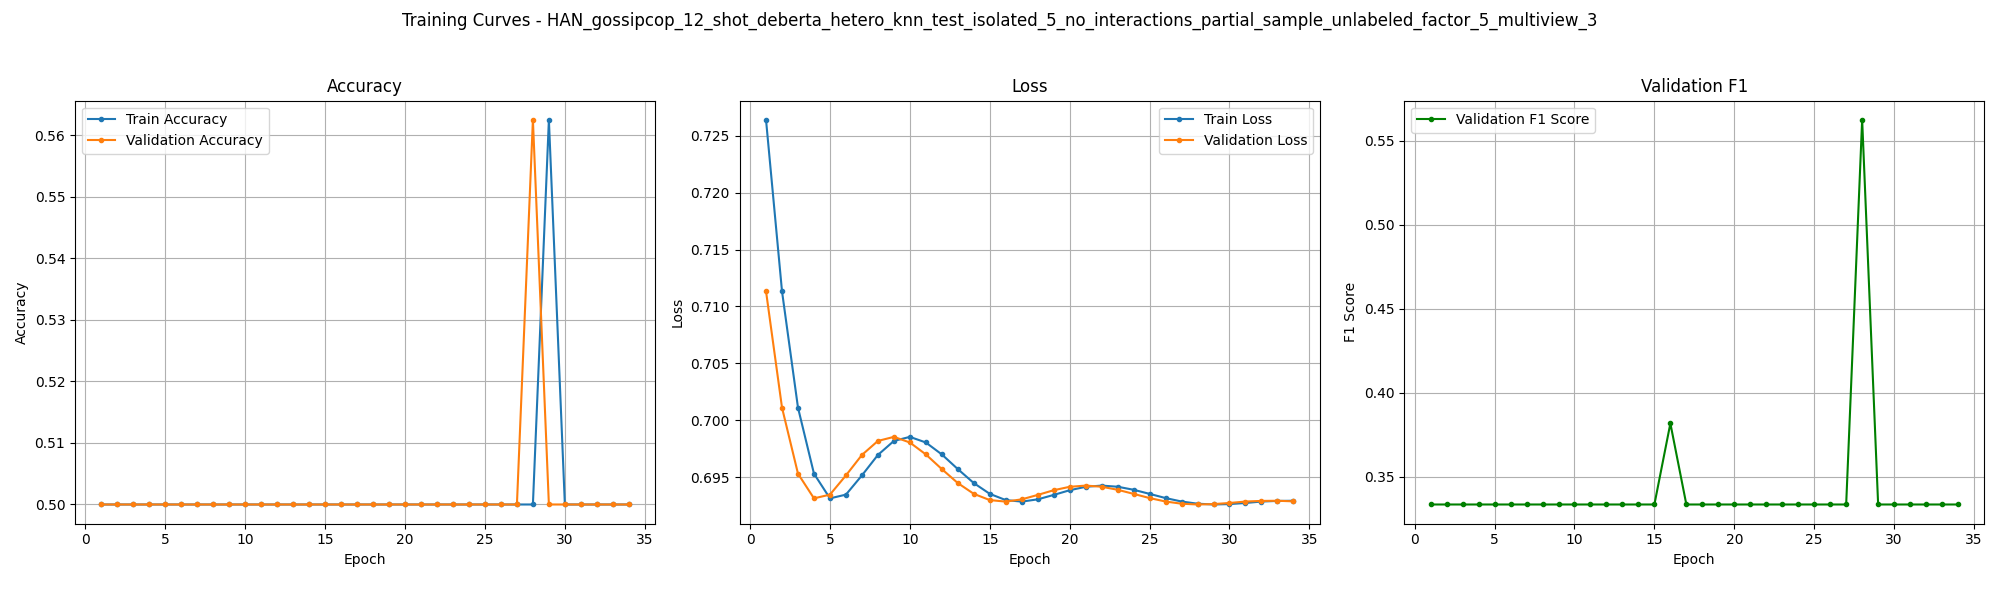 Training Curves - HAN_gossipcop_12_shot_deberta_hetero_knn_test_isolated_5_no_interactions_partial_sample_unlabeled_factor_5_multiview_3
Accuracy
Train Accuracy
Validation Accuracy
0.56
0.55
0.54
0.53
0.52
0.51
0.50
Accuracy
0 5 10 15 20 25 30 35
Epoch
Loss
Train Loss
Validation Loss
0.725
0.720
0.715
0.710
0.705
0.700
0.695
Loss
0 5 10 15 20 25 30 35
Epoch
Validation F1
Validation F1 Score
0.55
0.50
0.45
0.40
0.35
F1 Score
0 5 10 15 20 25 30 35
Epoch